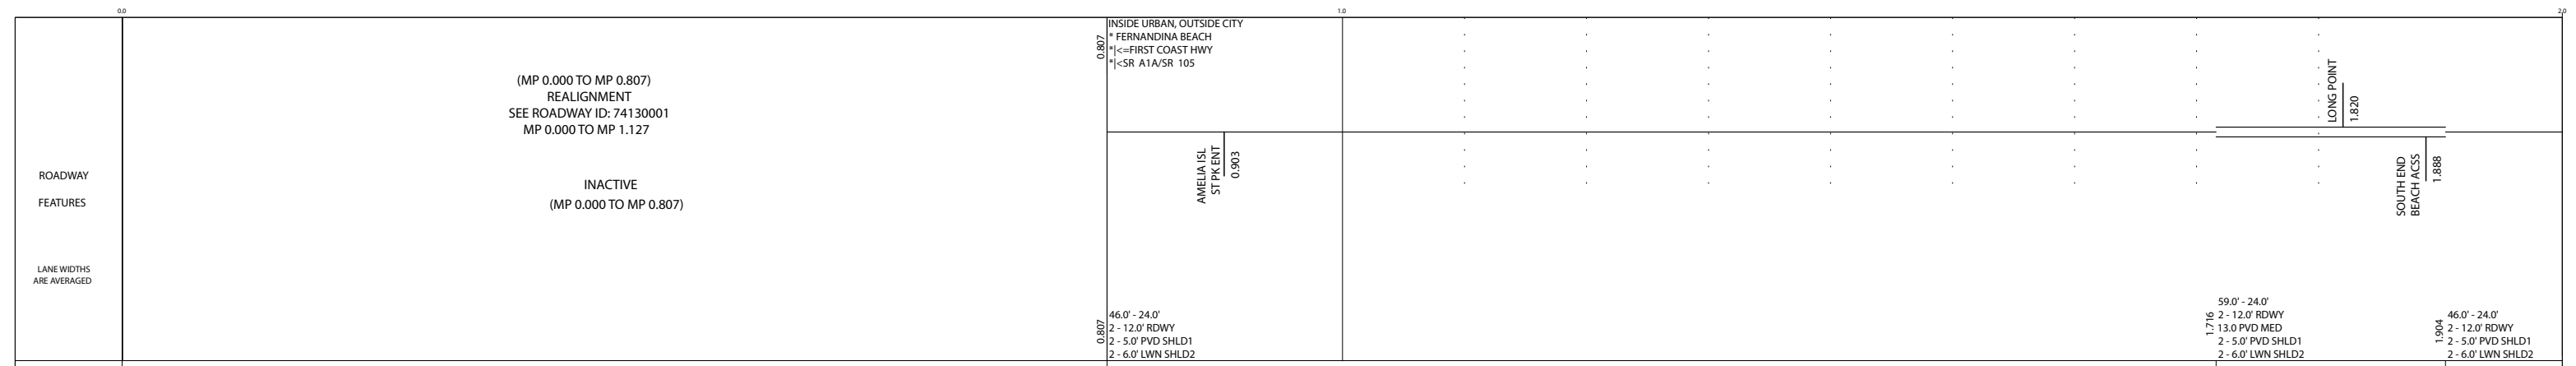 0.0
1.0
2.0
INSIDE URBAN, OUTSIDE CITY
* FERNANDINA BEACH
*|<=FIRST COAST HWY
*|<SR A1A/SR 105
0.807
(MP 0.000 TO MP 0.807)
REALIGNMENT
SEE ROADWAY ID: 74130001
MP 0.000 TO MP 1.127
INACTIVE
(MP 0.000 TO MP 0.807)
ROADWAY
FEATURES
LANE WIDTHS
ARE AVERAGED
AMELIA ISL
ST PK ENT
0.903
LONG POINT
1.820
SOUTH END
BEACH ACSS
1.888
0.807
46.0' - 24.0'
2 - 12.0' RDWY
2 - 5.0' PVD SHLD1
2 - 6.0' LWN SHLD2
1.716
59.0' - 24.0'
2 - 12.0' RDWY
13.0 PVD MED
2 - 5.0' PVD SHLD1
2 - 6.0' LWN SHLD2
1.904
46.0' - 24.0'
2 - 12.0' RDWY
2 - 5.0' PVD SHLD1
2 - 6.0' LWN SHLD2